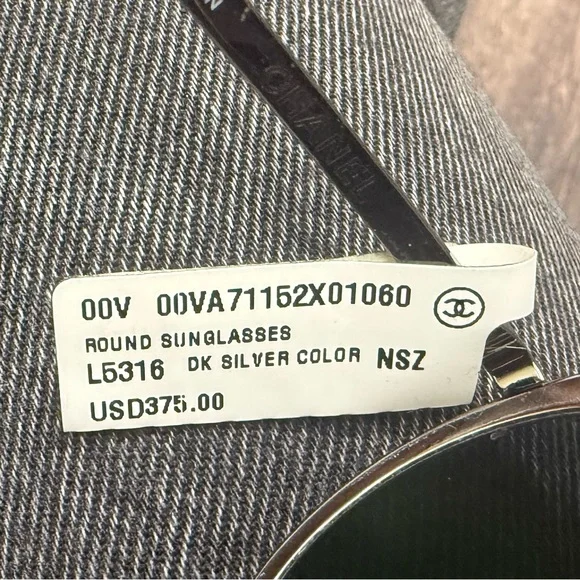 N
CHANEL
00V 00VA71152X01060
ROUND SUNGLASSES
L5316 DK SILVER COLOR NSZ
USD375.00